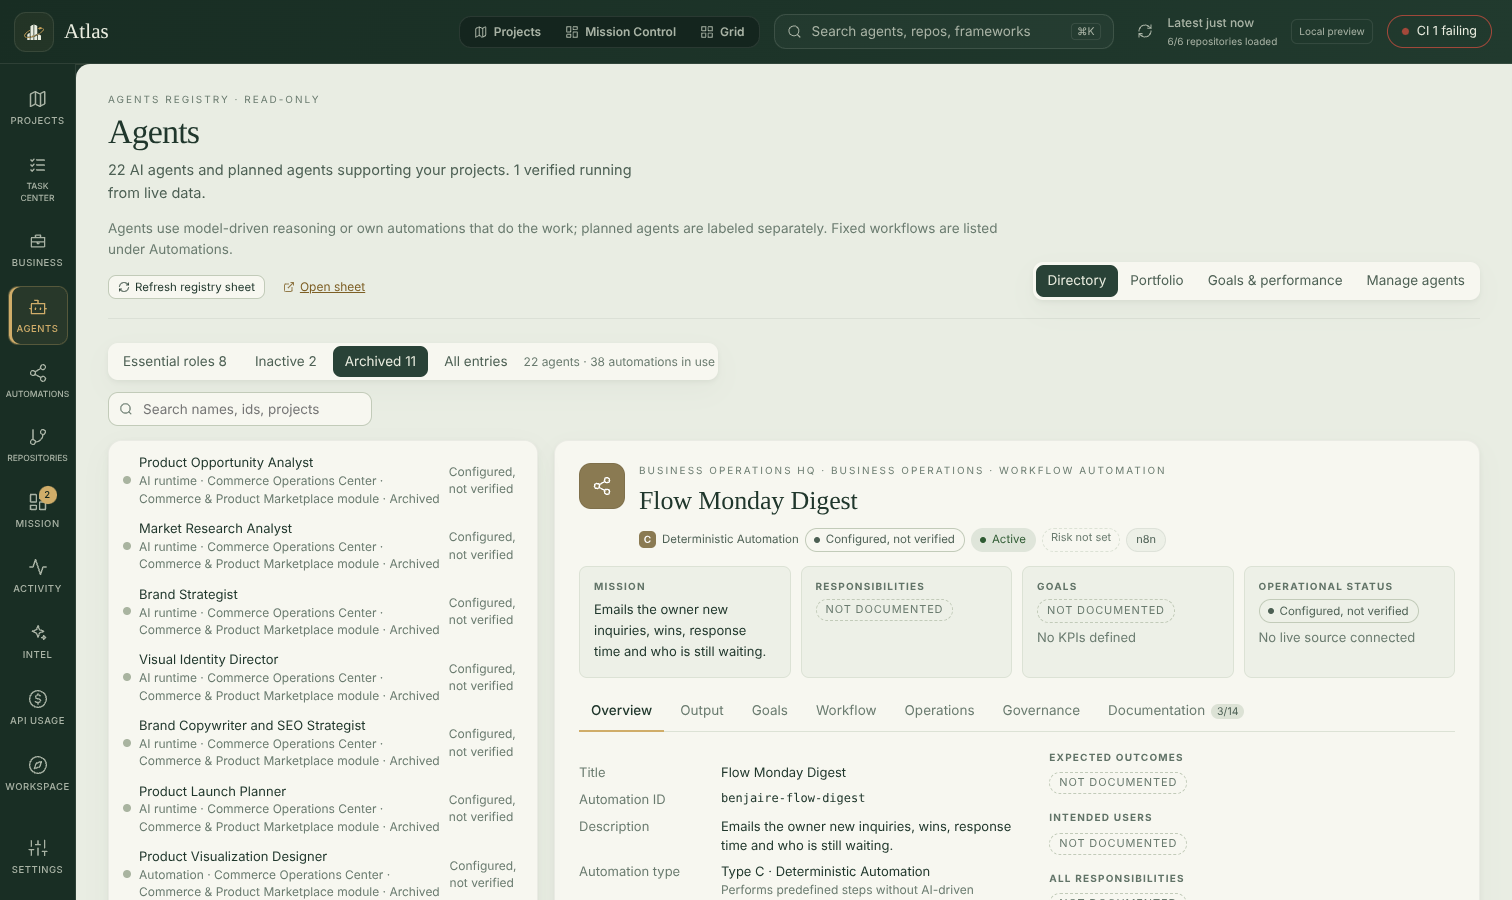 Atlas
Projects
Mission Control
Grid
Search agents, repos, frameworks
⌘K
Latest just now
6/6 repositories loaded
Local preview
CI 1 failing
PROJECTS
TASK
CENTER
BUSINESS
AGENTS
AUTOMATIONS
REPOSITORIES
2
MISSION
ACTIVITY
INTEL
API USAGE
WORKSPACE
SETTINGS
AGENTS REGISTRY · READ-ONLY
Agents
22 AI agents and planned agents supporting your projects. 1 verified running
from live data.
Agents use model-driven reasoning or own automations that do the work; planned agents are labeled separately. Fixed workflows are listed
under Automations.
Refresh registry sheet
Open sheet
Directory
Portfolio
Goals & performance
Manage agents
Essential roles 8
Inactive 2
Archived 11
All entries
22 agents · 38 automations in use
Search names, ids, projects
Product Opportunity Analyst
AI runtime · Commerce Operations Center ·
Commerce & Product Marketplace module · Archived
Configured,
not verified
Market Research Analyst
AI runtime · Commerce Operations Center ·
Commerce & Product Marketplace module · Archived
Configured,
not verified
Brand Strategist
AI runtime · Commerce Operations Center ·
Commerce & Product Marketplace module · Archived
Configured,
not verified
Visual Identity Director
AI runtime · Commerce Operations Center ·
Commerce & Product Marketplace module · Archived
Configured,
not verified
Brand Copywriter and SEO Strategist
AI runtime · Commerce Operations Center ·
Commerce & Product Marketplace module · Archived
Configured,
not verified
Product Launch Planner
AI runtime · Commerce Operations Center ·
Commerce & Product Marketplace module · Archived
Configured,
not verified
Product Visualization Designer
Automation · Commerce Operations Center ·
Commerce & Product Marketplace module · Archived
Configured,
not verified
BUSINESS OPERATIONS HQ · BUSINESS OPERATIONS · WORKFLOW AUTOMATION
Flow Monday Digest
C
Deterministic Automation
Configured, not verified
Active
Risk not set
n8n
MISSION
Emails the owner new
inquiries, wins, response
time and who is still waiting.
RESPONSIBILITIES
NOT DOCUMENTED
GOALS
NOT DOCUMENTED
No KPIs defined
OPERATIONAL STATUS
Configured, not verified
No live source connected
Overview
Output
Goals
Workflow
Operations
Governance
Documentation
3/14
Title
Flow Monday Digest
Automation ID
benjaire-flow-digest
Description
Emails the owner new inquiries, wins, response
time and who is still waiting.
Automation type
Type C · Deterministic Automation
Performs predefined steps without AI-driven
EXPECTED OUTCOMES
NOT DOCUMENTED
INTENDED USERS
NOT DOCUMENTED
ALL RESPONSIBILITIES